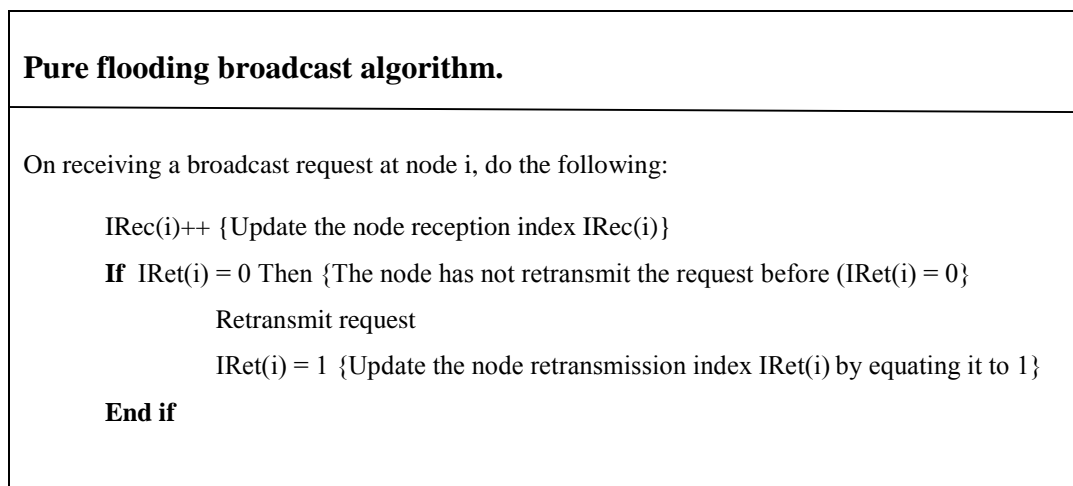 Pure flooding broadcast algorithm.
On receiving a broadcast request at node i, do the following:
IRec(i)++ {Update the node reception index IRec(i)}
If IRet(i) = 0 Then {The node has not retransmit the request before (IRet(i) = 0}
Retransmit request
IRet(i) = 1 {Update the node retransmission index IRet(i) by equating it to 1}
End if